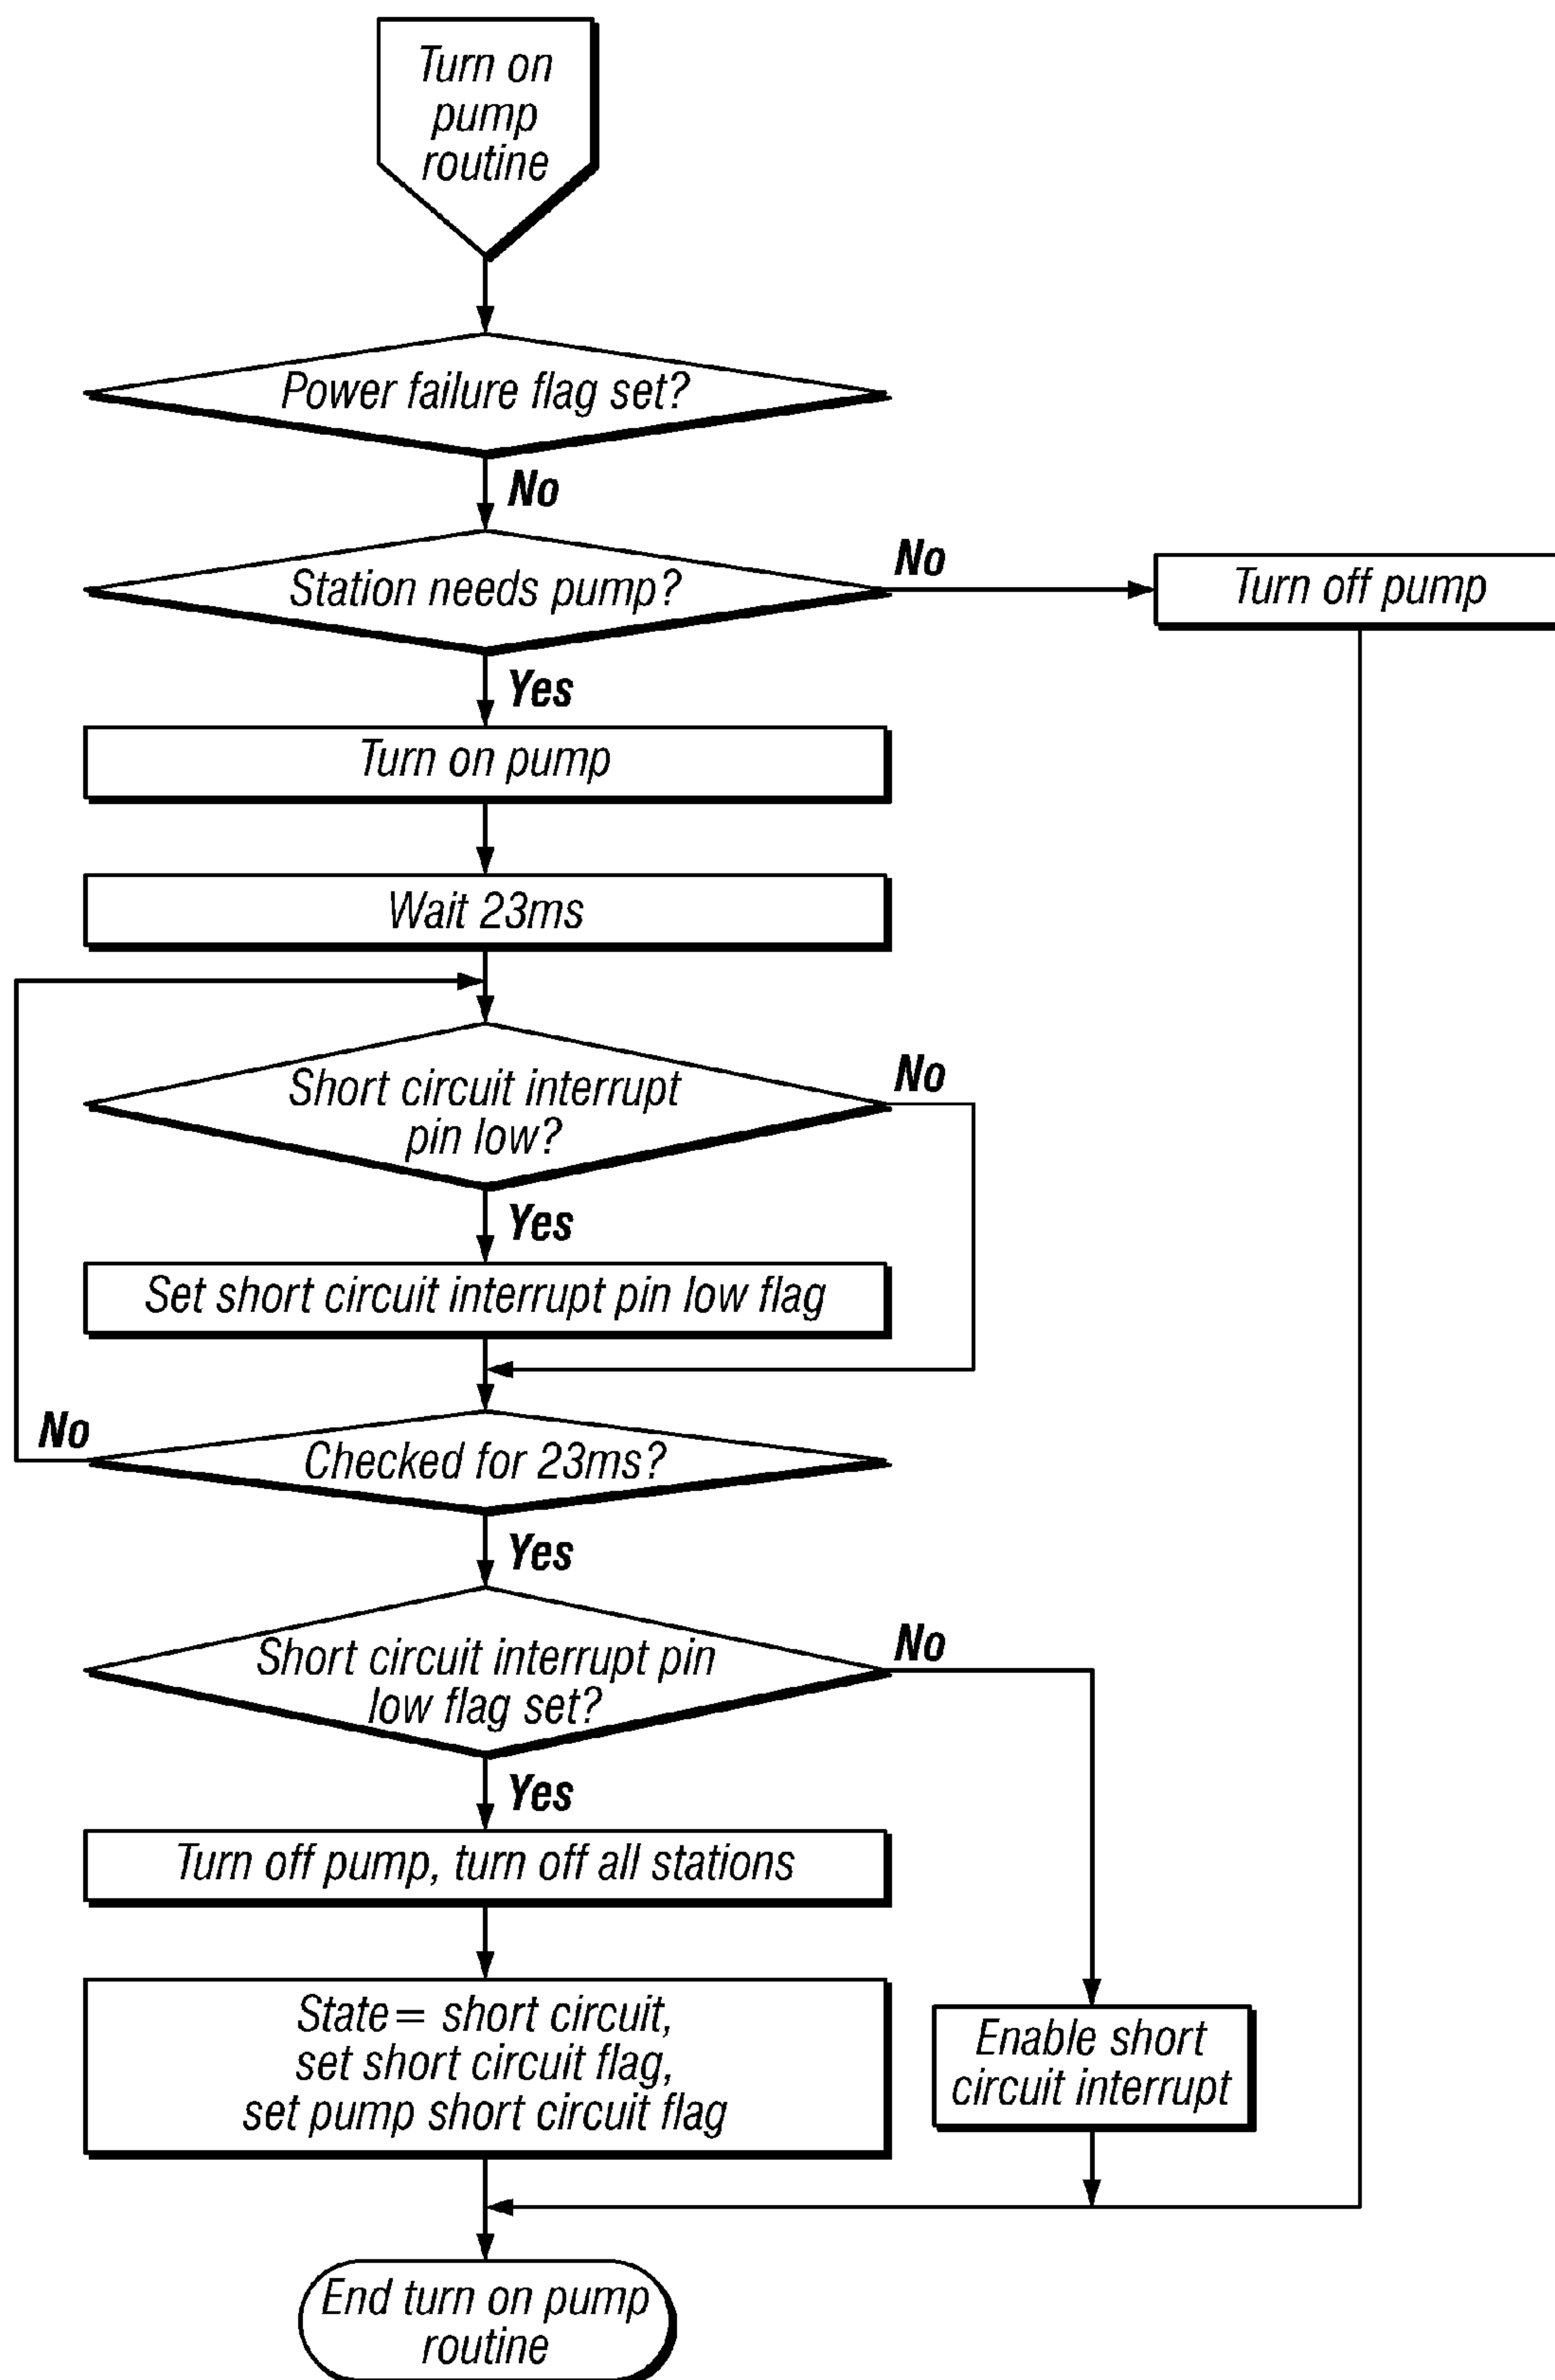 Turn on
pump
routine
Power failure flag set?
No
Station needs pump?
No
Turn off pump
Yes
Turn on pump
Wait 23ms
Short circuit interrupt
pin low?
No
Yes
Set short circuit interrupt pin low flag
No
Checked for 23ms?
Yes
Short circuit interrupt pin
low flag set?
No
Yes
Turn off pump, turn off all stations
State= short circuit,
set short circuit flag,
set pump short circuit flag
Enable short
circuit interrupt
End turn on pump
routine